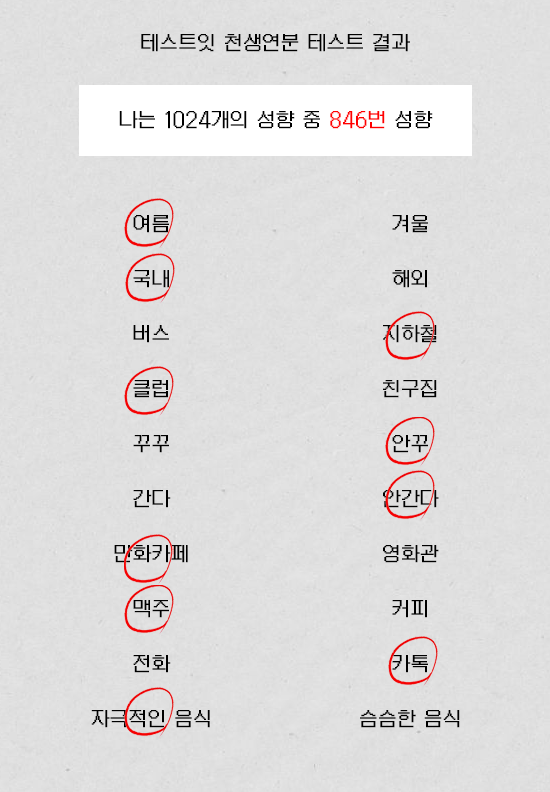 테스트잇 천생연분 테스트 결과
나는 1024개의 성향 중 846번 성향
여름 겨울
국내 해외
버스 지하철
클럽 친구집
꾸꾸 안꾸
간다 안간다
만화카페 영화관
맥주 커피
전화 카톡
자극적인 음식 슴슴한 음식